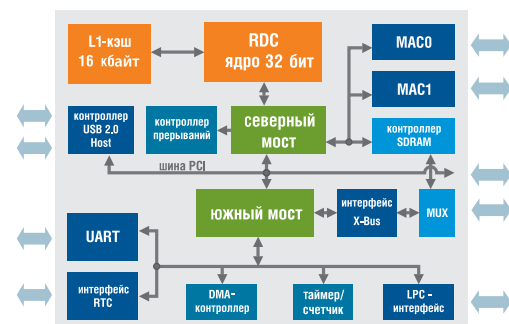 L1-кэш
16 кбайт
RDC
ядро 32 бит
MAC0
MAC1
контроллер
USB 2.0
Host
контроллер
прерываний
северный
мост
контроллер
SDRAM
шина PCI
южный мост
интерфейс
X-Bus
MUX
UART
интерфейс
RTC
DMA-
контроллер
таймер/
счетчик
LPC -
интерфейс